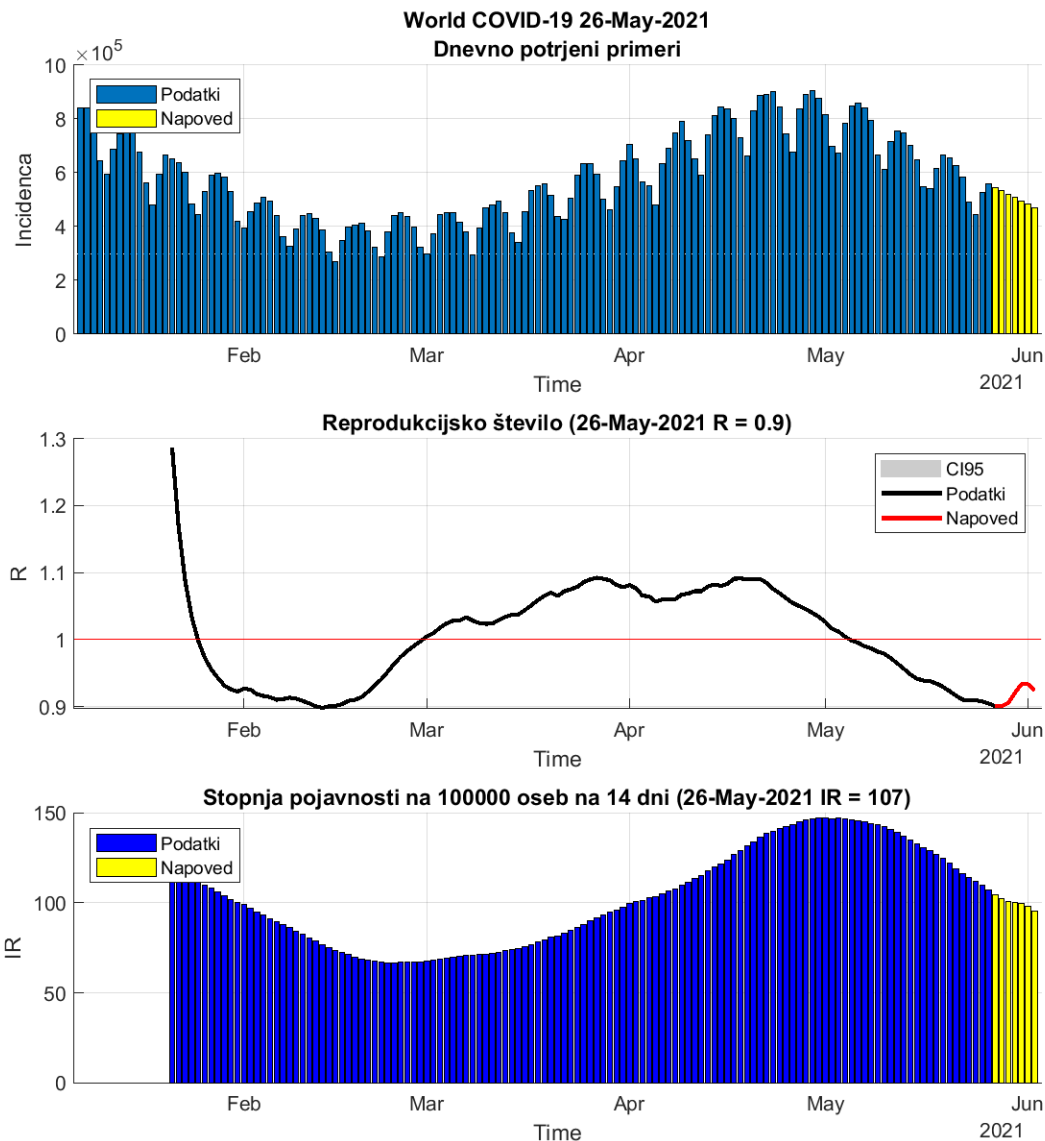 World COVID-19 26-May-2021
Dnevno potrjeni primeri
×10^5
10
8
6
4
2
0
Incidenca
Podatki
Napoved
Feb Mar Apr May Jun
Time
2021
Reprodukcijsko število (26-May-2021 R = 0.9)
1.3
1.2
1.1
1
0.9
R
CI95
Podatki
Napoved
Feb Mar Apr May Jun
Time
2021
Stopnja pojavnosti na 100000 oseb na 14 dni (26-May-2021 IR = 107)
150
100
50
0
IR
Podatki
Napoved
Feb Mar Apr May Jun
Time
2021